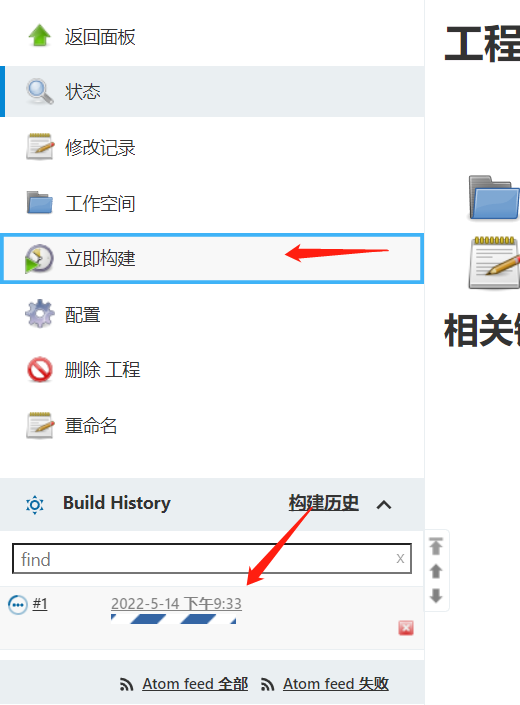 返回面板
工程
状态
修改记录
工作空间
立即构建
配置
相关
删除 工程
重命名
Build History 构建历史
find x
#1 2022-5-14 下午9:33
Atom feed 全部 Atom feed 失败